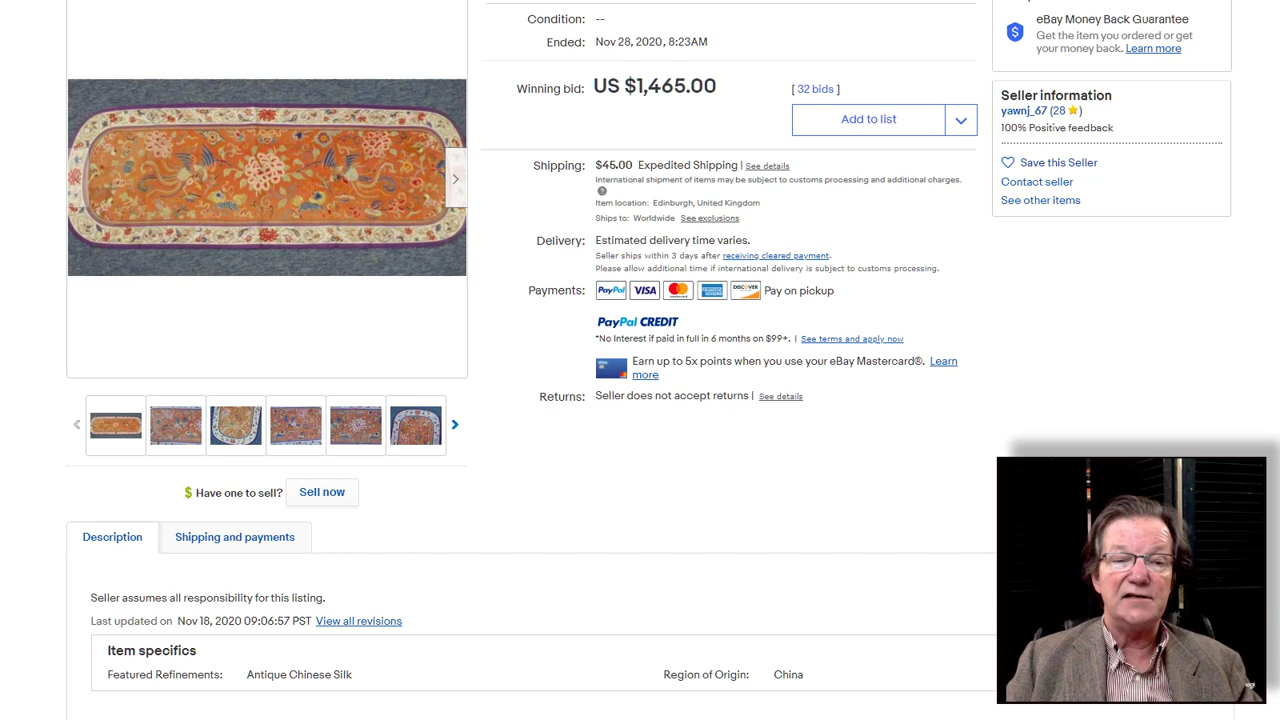 Condition: --
Ended: Nov 28, 2020, 8:23AM
Winning bid: US $1,465.00 [ 32 bids ]
Add to list
Shipping: $45.00 Expedited Shipping | See details
International shipment of items may be subject to customs processing and additional charges.
?
Item location: Edinburgh, United Kingdom
Ships to: Worldwide See exclusions
Delivery: Estimated delivery time varies.
Seller ships within 3 days after receiving cleared payment.
Please allow additional time if international delivery is subject to customs processing.
Payments: PayPal VISA mastercard AMERICAN EXPRESS DISCOVER Pay on pickup
PayPal CREDIT
*No Interest if paid in full in 6 months on $99+. | See terms and apply now
Earn up to 5x points when you use your eBay Mastercard®. Learn
more
Returns: Seller does not accept returns | See details
$ eBay Money Back Guarantee
Get the item you ordered or get
your money back. Learn more
Seller information
yawnj_67 (28 )
100% Positive feedback
Save this Seller
Contact seller
See other items
$ Have one to sell? Sell now
Description Shipping and payments
Seller assumes all responsibility for this listing.
Last updated on Nov 18, 2020 09:06:57 PST View all revisions
Item specifics
Featured Refinements: Antique Chinese Silk Region of Origin: China